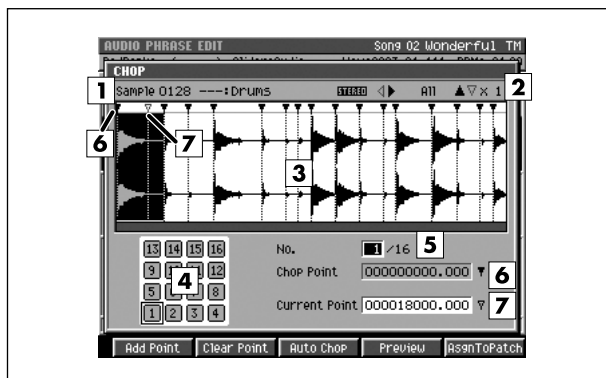 AUDIO PHRASE EDIT Song 02 Wonderful TM
CHOP
1 Sample 0128 ---:Drums STEREO All x 1 2
6 7
3
13 14 15 16 No. 1 /16 5
9 12 4 Chop Point 000000000.000 6
5 8
1 2 3 4 Current Point 000018000.000 7
Add Point Clear Point Auto Chop Preview AsgnToPatch